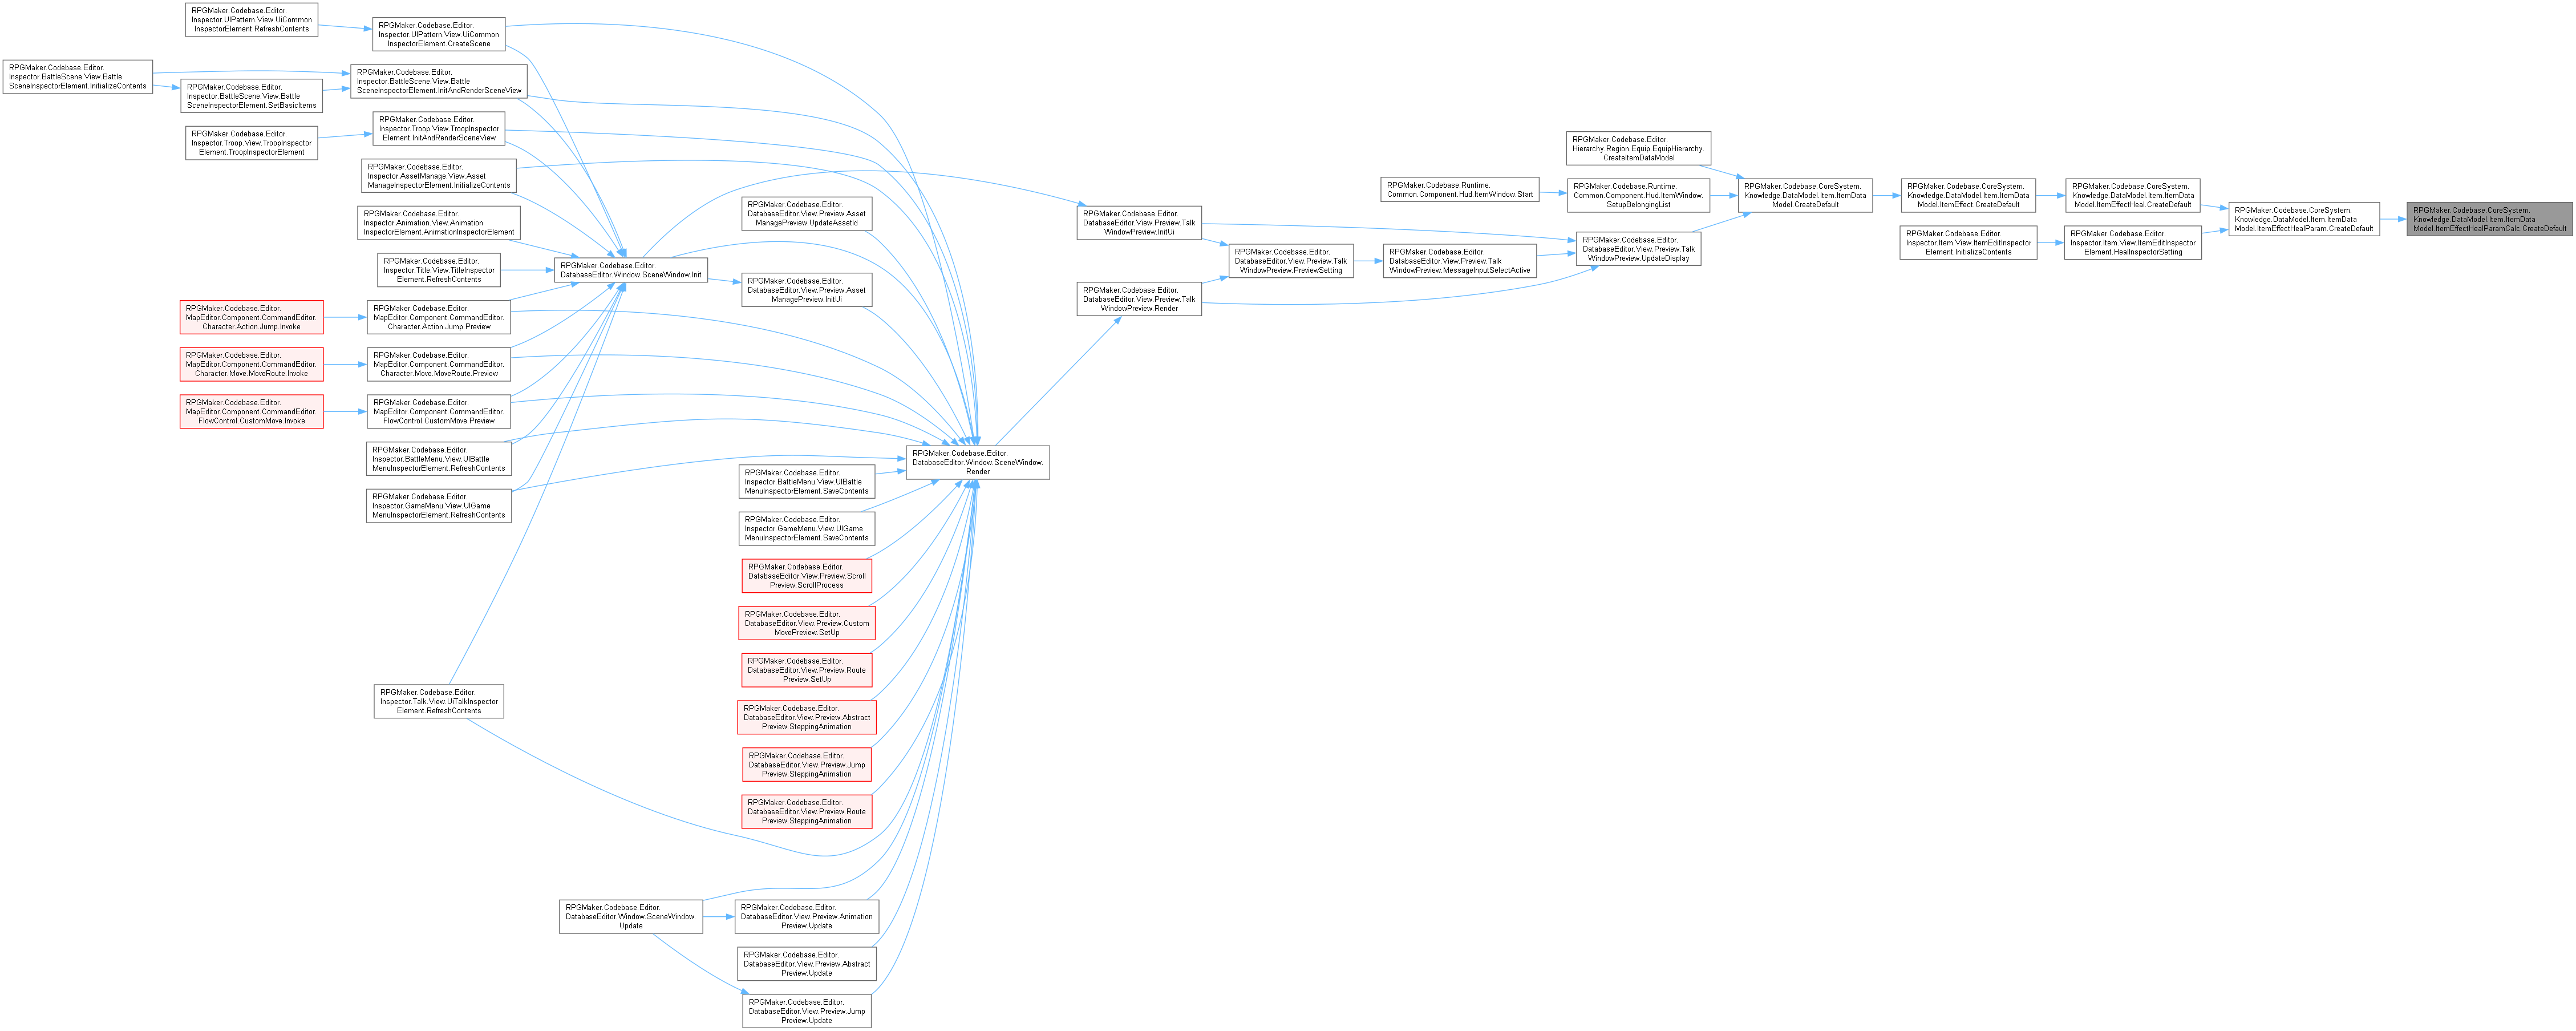 RPGMaker.Codebase.Editor.
Inspector.UIPattern.View.UiCommon
InspectorElement.RefreshContents
RPGMaker.Codebase.Editor.
Inspector.UIPattern.View.UiCommon
InspectorElement.CreateScene
RPGMaker.Codebase.Editor.
Inspector.BattleScene.View.Battle
SceneInspectorElement.InitializeContents
RPGMaker.Codebase.Editor.
Inspector.BattleScene.View.Battle
SceneInspectorElement.SetBasicItems
RPGMaker.Codebase.Editor.
Inspector.BattleScene.View.Battle
SceneInspectorElement.InitAndRenderSceneView
RPGMaker.Codebase.Editor.
Inspector.Troop.View.TroopInspector
Element.TroopInspectorElement
RPGMaker.Codebase.Editor.
Inspector.Troop.View.TroopInspector
Element.InitAndRenderSceneView
RPGMaker.Codebase.Editor.
Inspector.AssetManage.View.Asset
ManageInspectorElement.InitializeContents
RPGMaker.Codebase.Editor.
Inspector.Animation.View.Animation
InspectorElement.AnimationInspectorElement
RPGMaker.Codebase.Editor.
Inspector.Title.View.TitleInspector
Element.RefreshContents
RPGMaker.Codebase.Editor.
MapEditor.Component.CommandEditor.
Character.Action.Jump.Invoke
RPGMaker.Codebase.Editor.
MapEditor.Component.CommandEditor.
Character.Action.Jump.Preview
RPGMaker.Codebase.Editor.
MapEditor.Component.CommandEditor.
Character.Move.MoveRoute.Invoke
RPGMaker.Codebase.Editor.
MapEditor.Component.CommandEditor.
Character.Move.MoveRoute.Preview
RPGMaker.Codebase.Editor.
MapEditor.Component.CommandEditor.
FlowControl.CustomMove.Invoke
RPGMaker.Codebase.Editor.
MapEditor.Component.CommandEditor.
FlowControl.CustomMove.Preview
RPGMaker.Codebase.Editor.
Inspector.BattleMenu.View.UIBattle
MenuInspectorElement.RefreshContents
RPGMaker.Codebase.Editor.
Inspector.GameMenu.View.UIGame
MenuInspectorElement.RefreshContents
RPGMaker.Codebase.Editor.
Inspector.Talk.View.UiTalkInspector
Element.RefreshContents
RPGMaker.Codebase.Editor.
DatabaseEditor.Window.SceneWindow.Init
RPGMaker.Codebase.Editor.
DatabaseEditor.Window.SceneWindow.
Update
RPGMaker.Codebase.Editor.
DatabaseEditor.View.Preview.Asset
ManagePreview.UpdateAssetId
RPGMaker.Codebase.Editor.
DatabaseEditor.View.Preview.Asset
ManagePreview.InitUi
RPGMaker.Codebase.Editor.
Inspector.BattleMenu.View.UIBattle
MenuInspectorElement.SaveContents
RPGMaker.Codebase.Editor.
Inspector.GameMenu.View.UIGame
MenuInspectorElement.SaveContents
RPGMaker.Codebase.Editor.
DatabaseEditor.View.Preview.Scroll
Preview.ScrollProcess
RPGMaker.Codebase.Editor.
DatabaseEditor.View.Preview.Custom
MovePreview.SetUp
RPGMaker.Codebase.Editor.
DatabaseEditor.View.Preview.Route
Preview.SetUp
RPGMaker.Codebase.Editor.
DatabaseEditor.View.Preview.Abstract
Preview.SteppingAnimation
RPGMaker.Codebase.Editor.
DatabaseEditor.View.Preview.Jump
Preview.SteppingAnimation
RPGMaker.Codebase.Editor.
DatabaseEditor.View.Preview.Route
Preview.SteppingAnimation
RPGMaker.Codebase.Editor.
DatabaseEditor.View.Preview.Animation
Preview.Update
RPGMaker.Codebase.Editor.
DatabaseEditor.View.Preview.Abstract
Preview.Update
RPGMaker.Codebase.Editor.
DatabaseEditor.View.Preview.Jump
Preview.Update
RPGMaker.Codebase.Editor.
DatabaseEditor.Window.SceneWindow.
Render
RPGMaker.Codebase.Editor.
DatabaseEditor.View.Preview.Talk
WindowPreview.InitUi
RPGMaker.Codebase.Editor.
DatabaseEditor.View.Preview.Talk
WindowPreview.Render
RPGMaker.Codebase.Editor.
DatabaseEditor.View.Preview.Talk
WindowPreview.PreviewSetting
RPGMaker.Codebase.Runtime.
Common.Component.Hud.ItemWindow.Start
RPGMaker.Codebase.Editor.
DatabaseEditor.View.Preview.Talk
WindowPreview.MessageInputSelectActive
RPGMaker.Codebase.Editor.
Hierarchy.Region.Equip.EquipHierarchy.
CreateItemDataModel
RPGMaker.Codebase.Runtime.
Common.Component.Hud.ItemWindow.
SetupBelongingList
RPGMaker.Codebase.Editor.
DatabaseEditor.View.Preview.Talk
WindowPreview.UpdateDisplay
RPGMaker.Codebase.CoreSystem.
Knowledge.DataModel.Item.ItemData
Model.CreateDefault
RPGMaker.Codebase.CoreSystem.
Knowledge.DataModel.Item.ItemData
Model.ItemEffect.CreateDefault
RPGMaker.Codebase.Editor.
Inspector.Item.View.ItemEditInspector
Element.InitializeContents
RPGMaker.Codebase.CoreSystem.
Knowledge.DataModel.Item.ItemData
Model.ItemEffectHeal.CreateDefault
RPGMaker.Codebase.Editor.
Inspector.Item.View.ItemEditInspector
Element.HealInspectorSetting
RPGMaker.Codebase.CoreSystem.
Knowledge.DataModel.Item.ItemData
Model.ItemEffectHealParam.CreateDefault
RPGMaker.Codebase.CoreSystem.
Knowledge.DataModel.Item.ItemData
Model.ItemEffectHealParamCalc.CreateDefault